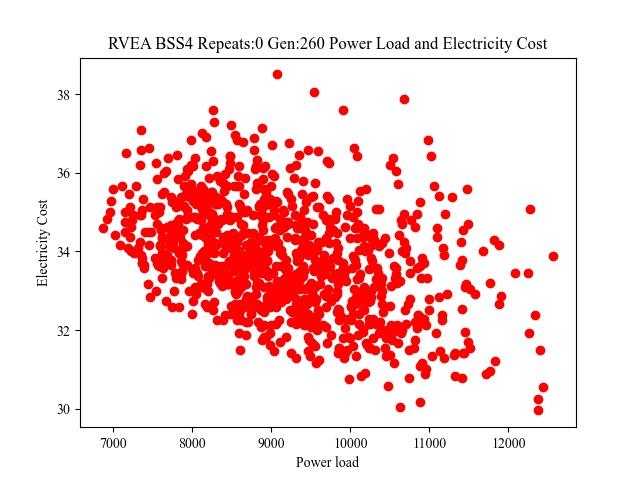 RVEA BSS4 Repeats:0 Gen:260 Power Load and Electricity Cost
38
36
34
32
30
Electricity Cost
7000 8000 9000 10000 11000 12000
Power load